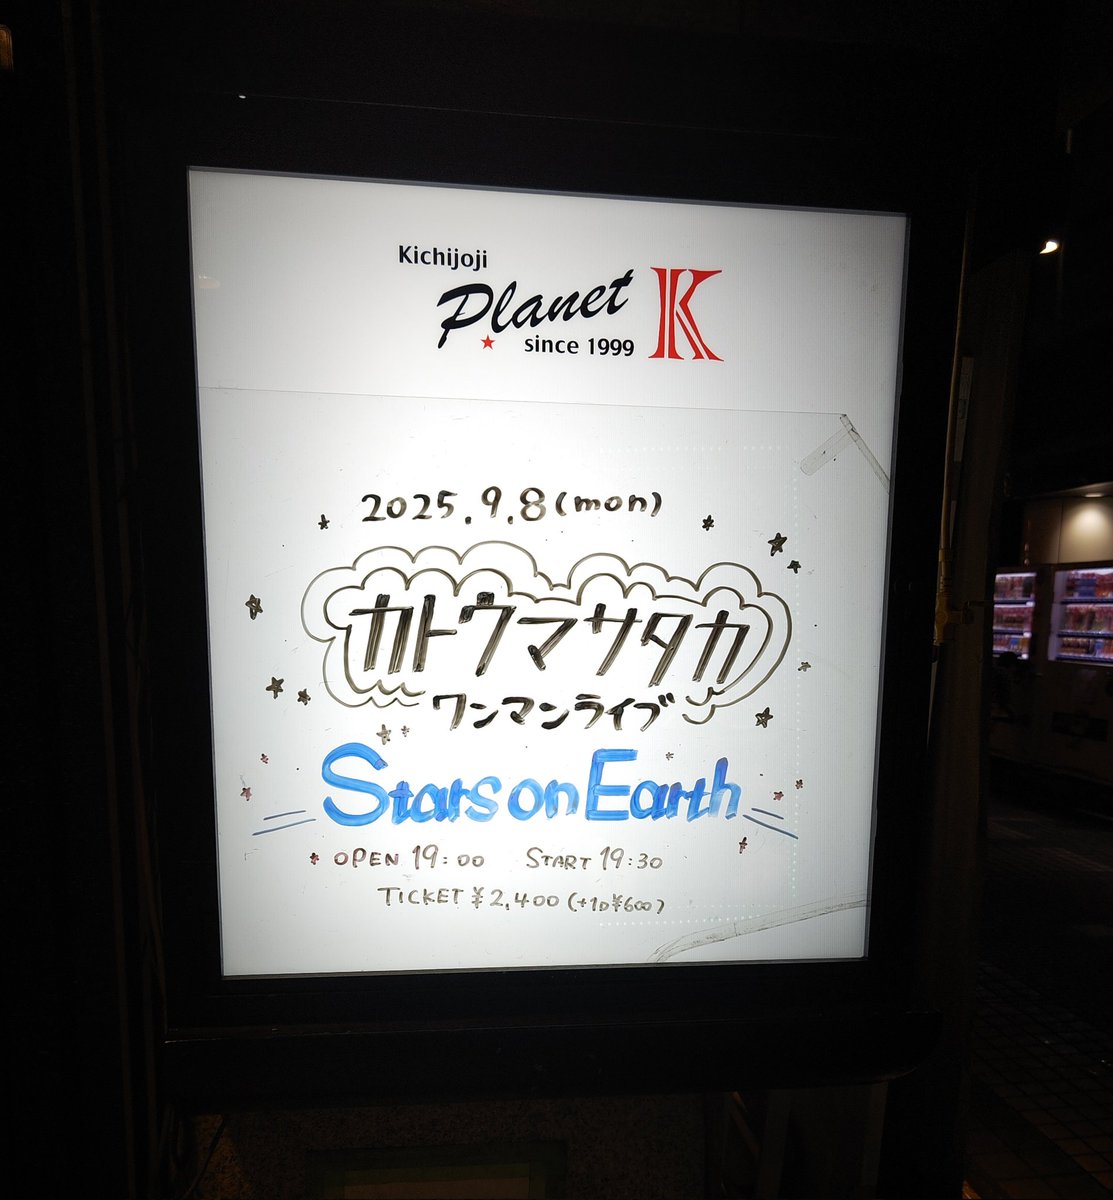 Kichijoji
Planet K
since 1999
2025.9.8(mon)
カトウマサタカ
ワンマンライブ
Stars on Earth
OPEN 19:00 START 19:30
TICKET ¥2,400 (+1D¥600)